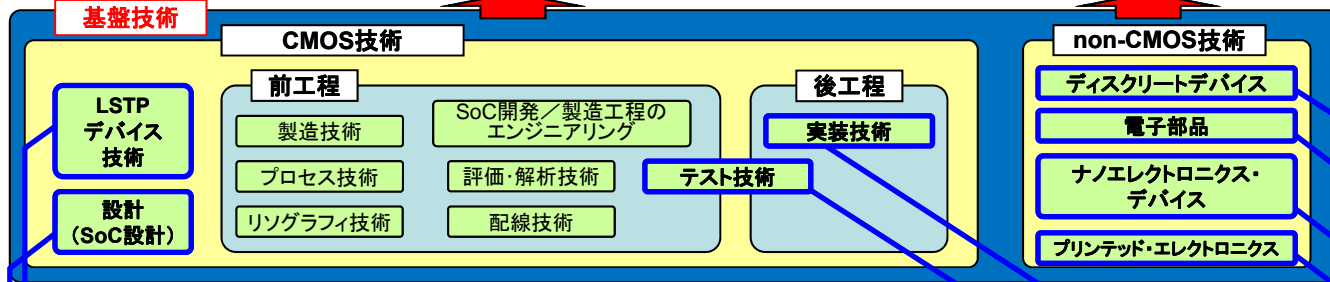 基盤技術
CMOS技術
LSTP
デバイス
技術
設計
（SoC設計）
前工程
製造技術
プロセス技術
リソグラフィ技術
SoC開発／製造工程の
エンジニアリング
評価・解析技術
配線技術
テスト技術
後工程
実装技術
non-CMOS技術
ディスクリートデバイス
電子部品
ナノエレクトロニクス・
デバイス
プリンテッド・エレクトロニクス